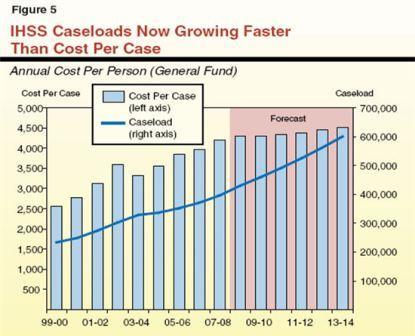 Figure 5
IHSS Caseloads Now Growing Faster
Than Cost Per Case
Annual Cost Per Person (General Fund)
Cost Per Case
Caseload
Cost Per Case
(left axis)
Caseload
(right axis)
Forecast
5,000
4,500
4,000
3,500
3,000
2,500
2,000
1,500
1,000
500
700,000
600,000
500,000
400,000
300,000
200,000
100,000
99-00 01-02 03-04 05-06 07-08 09-10 11-12 13-14